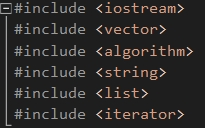 #include <iostream>
#include <vector>
#include <algorithm>
#include <string>
#include <list>
#include <iterator>